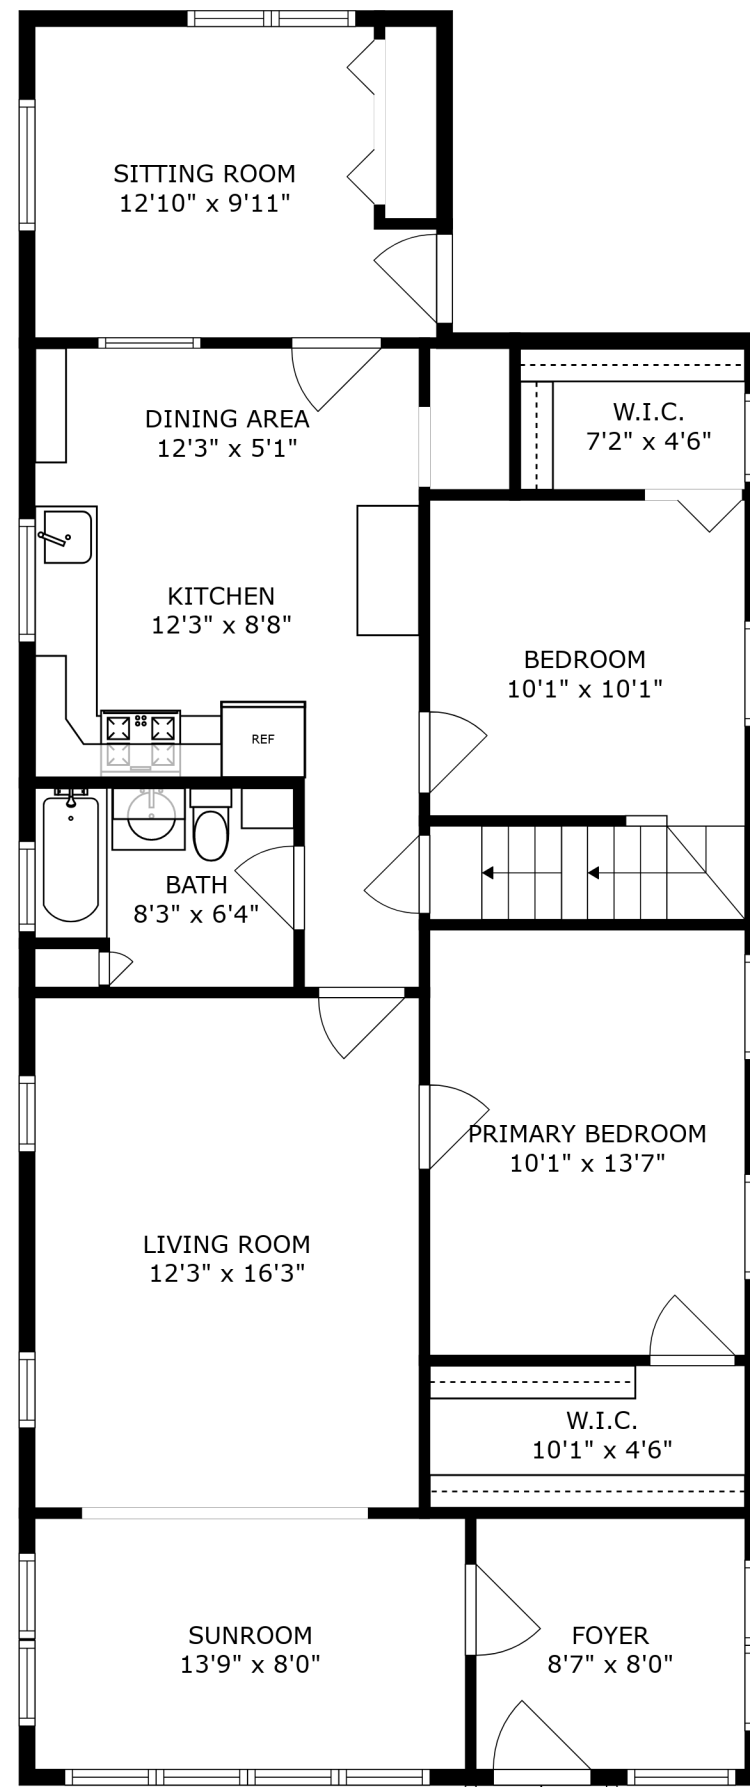 SITTING ROOM
12'10" x 9'11"
DINING AREA
12'3" x 5'1"
W.I.C.
7'2" x 4'6"
KITCHEN
12'3" x 8'8"
BEDROOM
10'1" x 10'1"
REF
BATH
8'3" x 6'4"
PRIMARY BEDROOM
10'1" x 13'7"
LIVING ROOM
12'3" x 16'3"
W.I.C.
10'1" x 4'6"
SUNROOM
13'9" x 8'0"
FOYER
8'7" x 8'0"